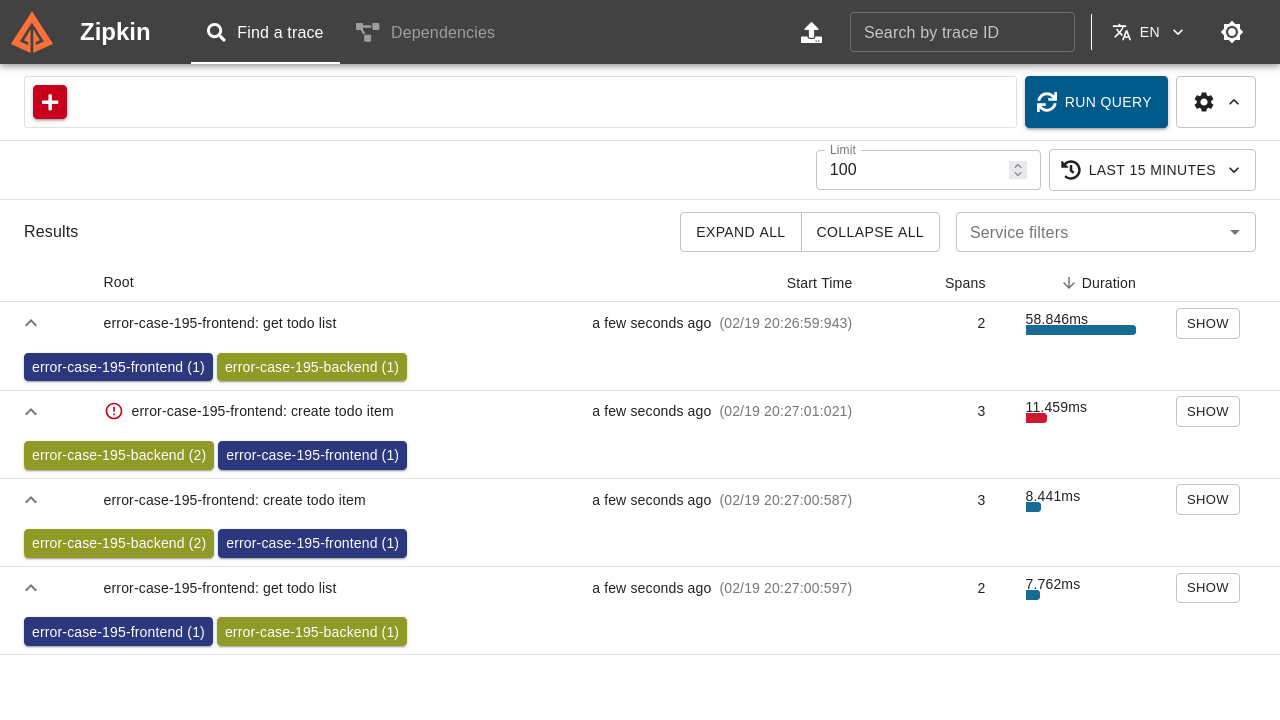 Zipkin
Find a trace
Dependencies
Search by trace ID
EN
RUN QUERY
Limit
100
LAST 15 MINUTES
Results
EXPAND ALL
COLLAPSE ALL
Service filters
Root
Start Time
Spans
Duration
error-case-195-frontend: get todo list
a few seconds ago (02/19 20:26:59:943)
2
58.846ms
SHOW
error-case-195-frontend (1)
error-case-195-backend (1)
error-case-195-frontend: create todo item
a few seconds ago (02/19 20:27:01:021)
3
11.459ms
SHOW
error-case-195-backend (2)
error-case-195-frontend (1)
error-case-195-frontend: create todo item
a few seconds ago (02/19 20:27:00:587)
3
8.441ms
SHOW
error-case-195-backend (2)
error-case-195-frontend (1)
error-case-195-frontend: get todo list
a few seconds ago (02/19 20:27:00:597)
2
7.762ms
SHOW
error-case-195-frontend (1)
error-case-195-backend (1)